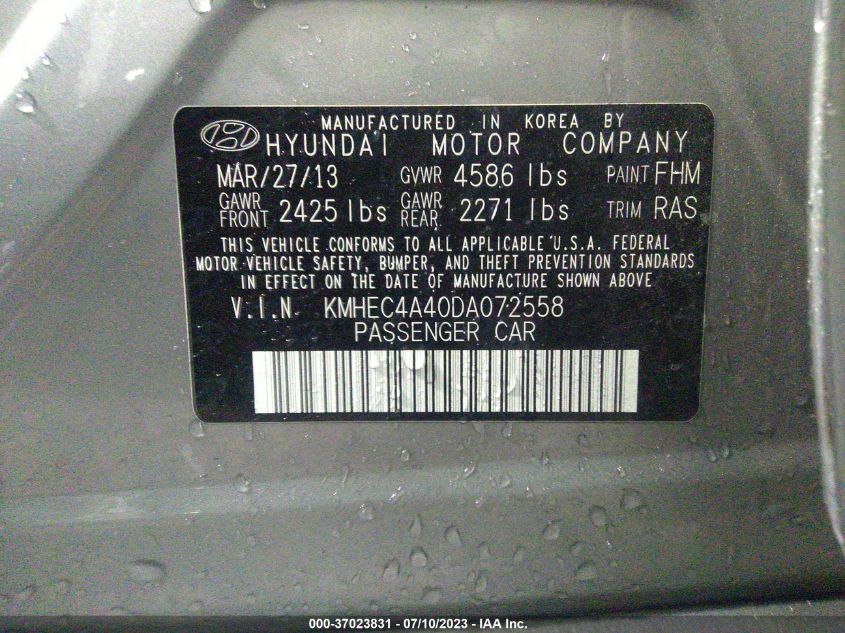 MANUFACTURED IN KOREA BY
HYUNDAI MOTOR COMPANY
MAR/27/13 GVWR 4586 lbs PAINT FHM
GAWR FRONT 2425 lbs GAWR REAR 2271 lbs TRIM RAS
THIS VEHICLE CONFORMS TO ALL APPLICABLE U.S.A. FEDERAL
MOTOR VEHICLE SAFETY, BUMPER, AND THEFT PREVENTION STANDARDS
IN EFFECT ON THE DATE OF MANUFACTURE SHOWN ABOVE
V.I.N. KMHEC4A40DA072558
PASSENGER CAR
000-37023831 - 07/10/2023 - IAA Inc.